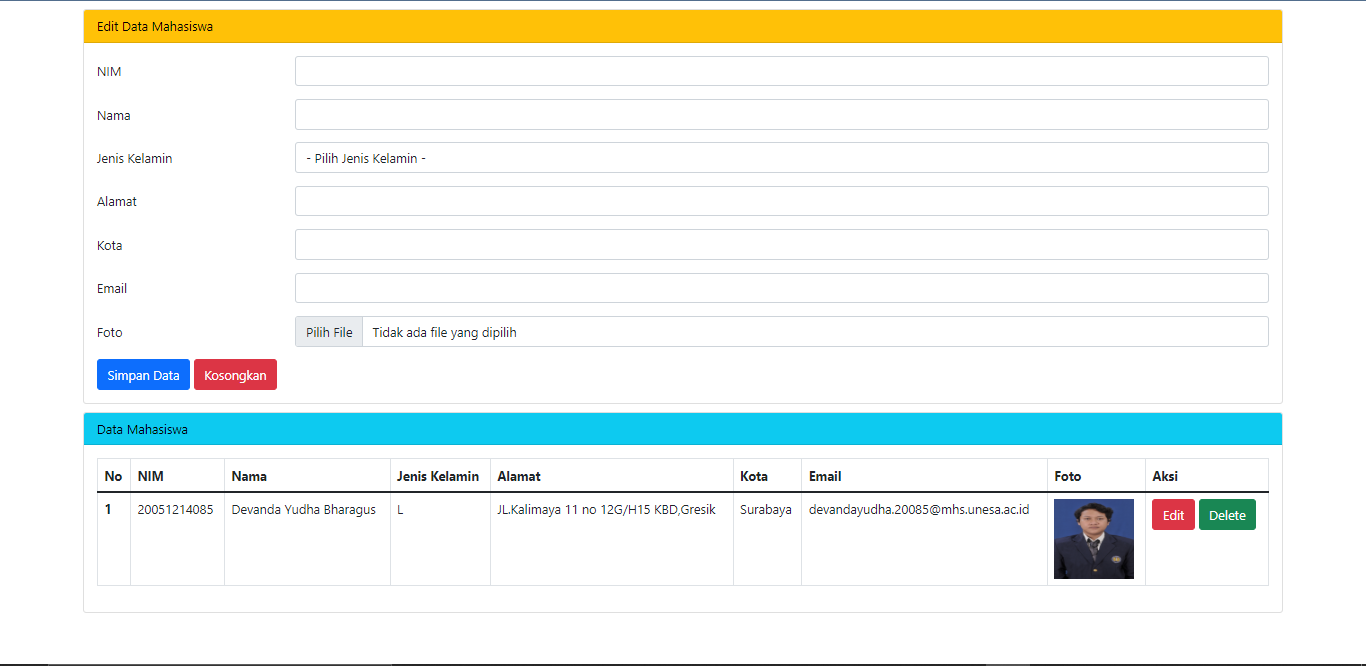 Edit Data Mahasiswa
NIM
Nama
Jenis Kelamin - Pilih Jenis Kelamin -
Alamat
Kota
Email
Foto Pilih File Tidak ada file yang dipilih
Simpan Data Kosongkan
Data Mahasiswa
No NIM Nama Jenis Kelamin Alamat Kota Email Foto Aksi
1 20051214085 Devanda Yudha Bharagus L JL.Kalimaya 11 no 12G/H15 KBD,Gresik Surabaya devandayudha.20085@mhs.unesa.ac.id Edit Delete